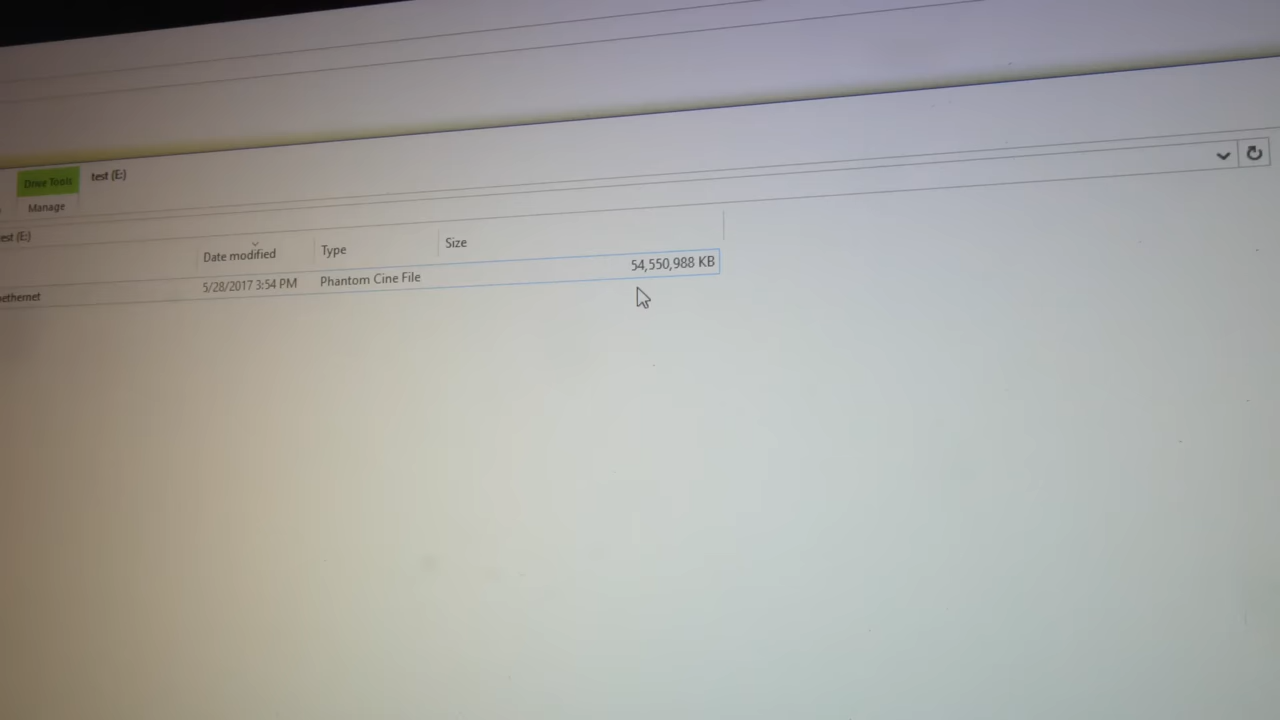 Drive Tools test (E:)
Manage
est (E:)
Date modified Type Size
ethernet 5/28/2017 3:54 PM Phantom Cine File 54,550,988 KB